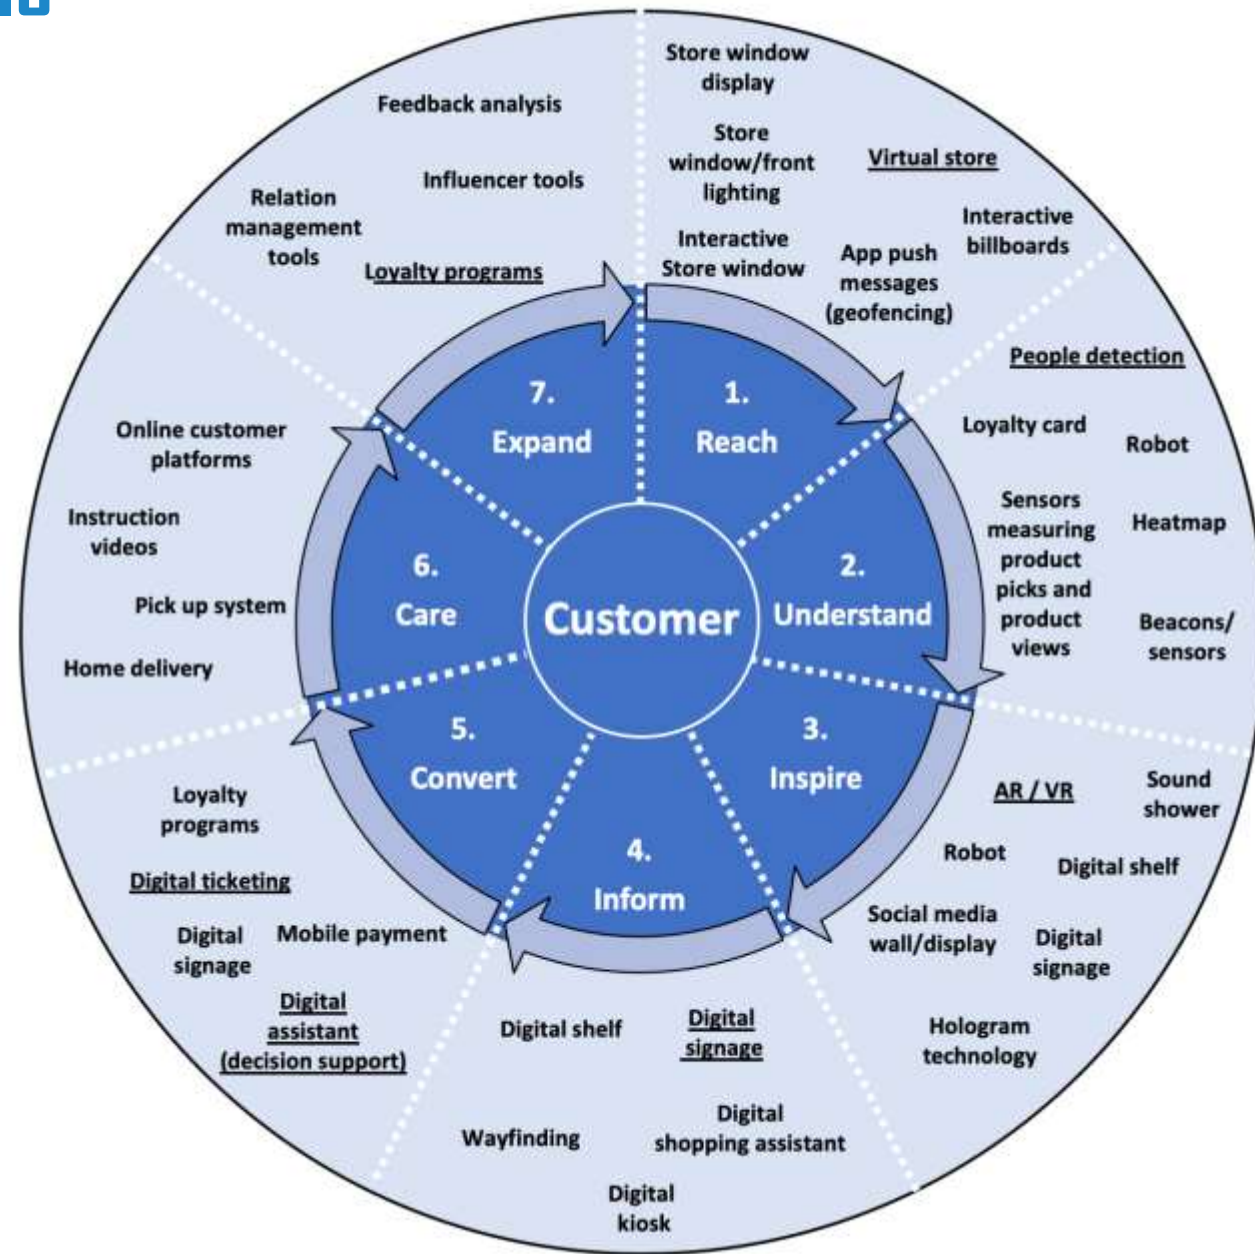 Store window
display
Store
window/front
lighting
Virtual store
Interactive
billboards
Interactive
Store window
App push
messages
(geofencing)
People detection
Loyalty card
Robot
Sensors
measuring
product
picks and
product
views
Heatmap
Beacons/
sensors
AR / VR
Sound
shower
Robot
Digital shelf
Social media
wall/display
Digital
signage
Hologram
technology
Digital shelf
Digital
signage
Wayfinding
Digital
shopping assistant
Digital
kiosk
Loyalty
programs
Digital ticketing
Digital
signage
Mobile payment
Digital
assistant
(decision support)
Online customer
platforms
Instruction
videos
Pick up system
Home delivery
Feedback analysis
Influencer tools
Relation
management
tools
Loyalty programs
1.
Reach
2.
Understand
3.
Inspire
4.
Inform
5.
Convert
6.
Care
7.
Expand
Customer